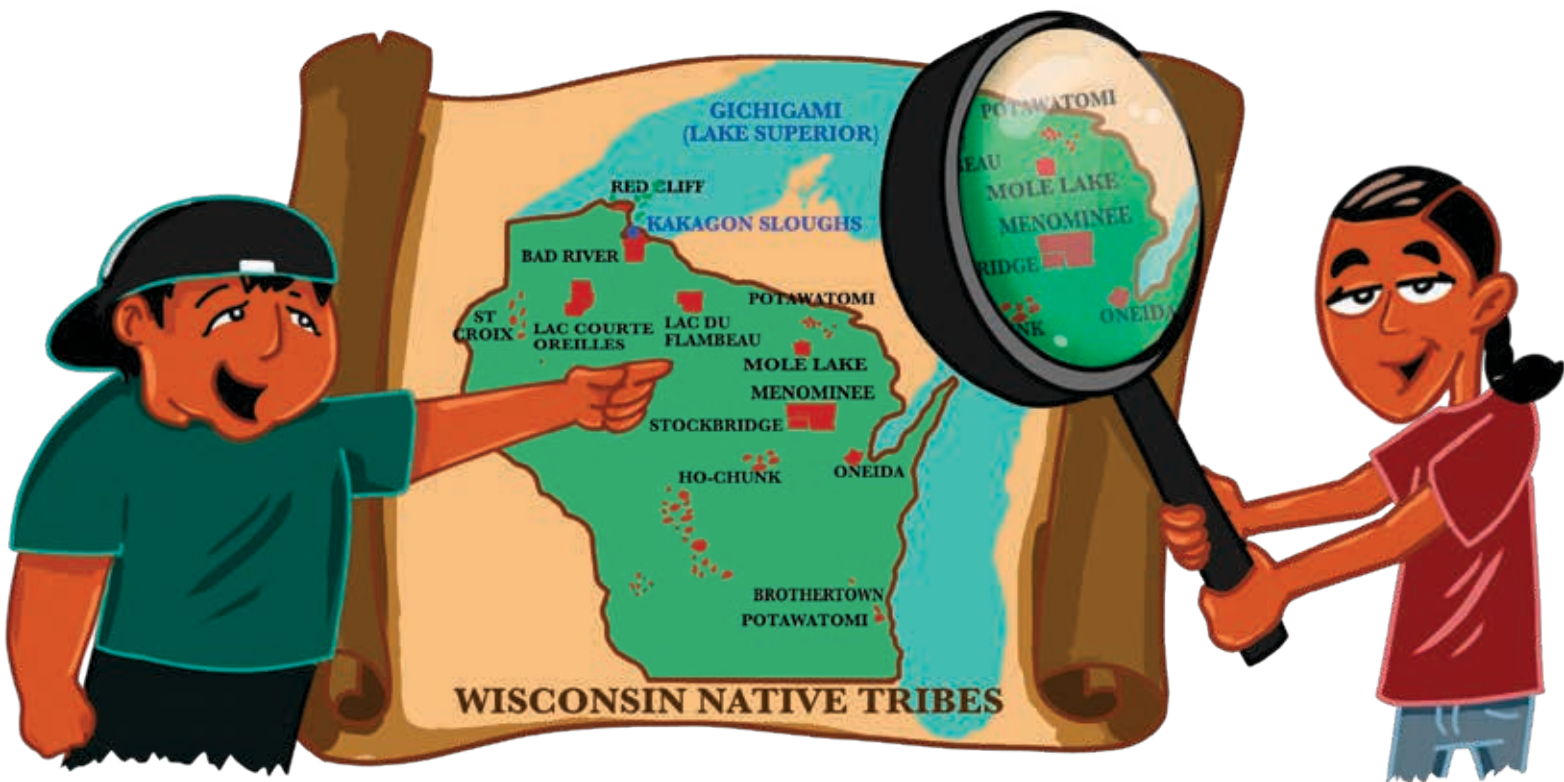 GICHIGAMI
(LAKE SUPERIOR)
RED CLIFF
KAKAGON SLOUGHS
BAD RIVER
POTAWATOMI
ST
CROIX
LAC COURTE
OREILLES
LAC DU
FLAMBEAU
MOLE LAKE
MENOMINEE
STOCKBRIDGE
HO-CHUNK
ONEIDA
BROTHERTOWN
POTAWATOMI
WISCONSIN NATIVE TRIBES
POTAWATOMI
BEAU
MOLE LAKE
MENOMINEE
RIDGE
ONEIDA
NK